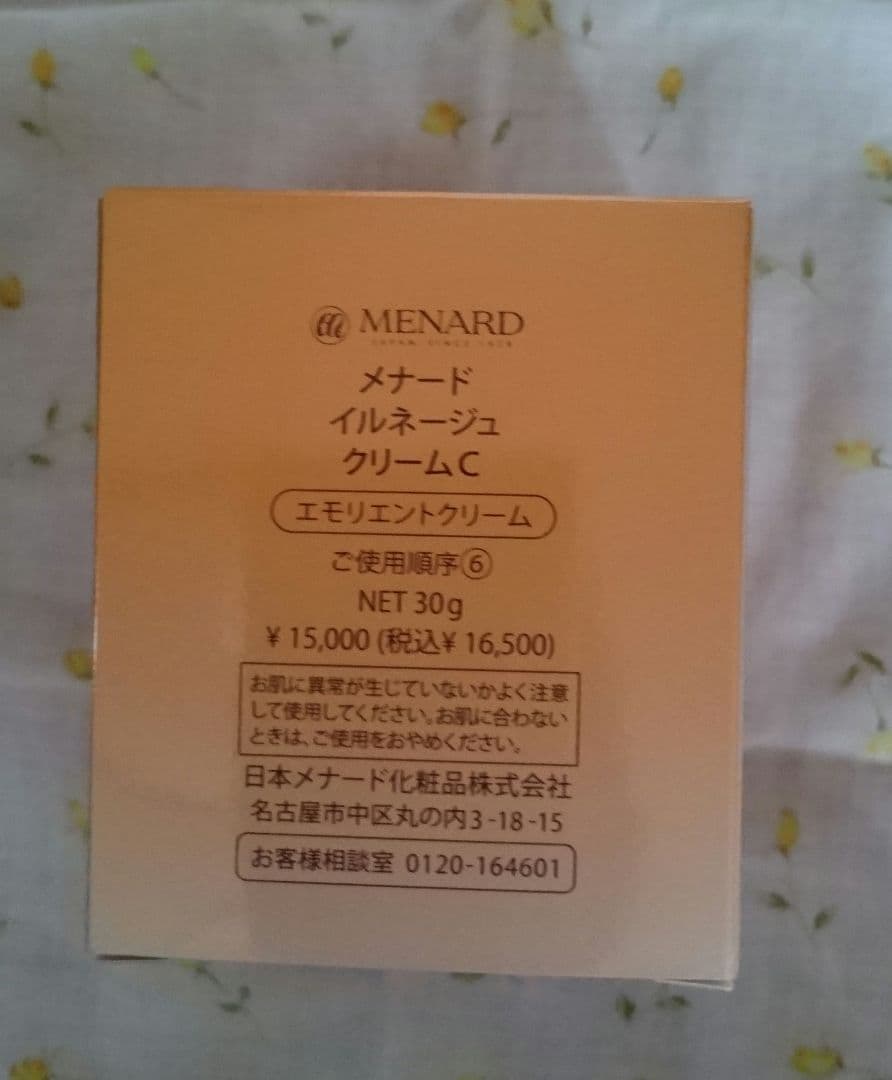 MENARD
JAPAN SINCE 1959
メナード
イルネージュ
クリームC
エモリエントクリーム
ご使用順序⑥
NET 30g
¥ 15,000 (税込¥ 16,500)
お肌に異常が生じていないかよく注意
して使用してください。お肌に合わない
ときは、ご使用をおやめください。
日本メナード化粧品株式会社
名古屋市中区丸の内3-18-15
お客様相談室 0120-164601